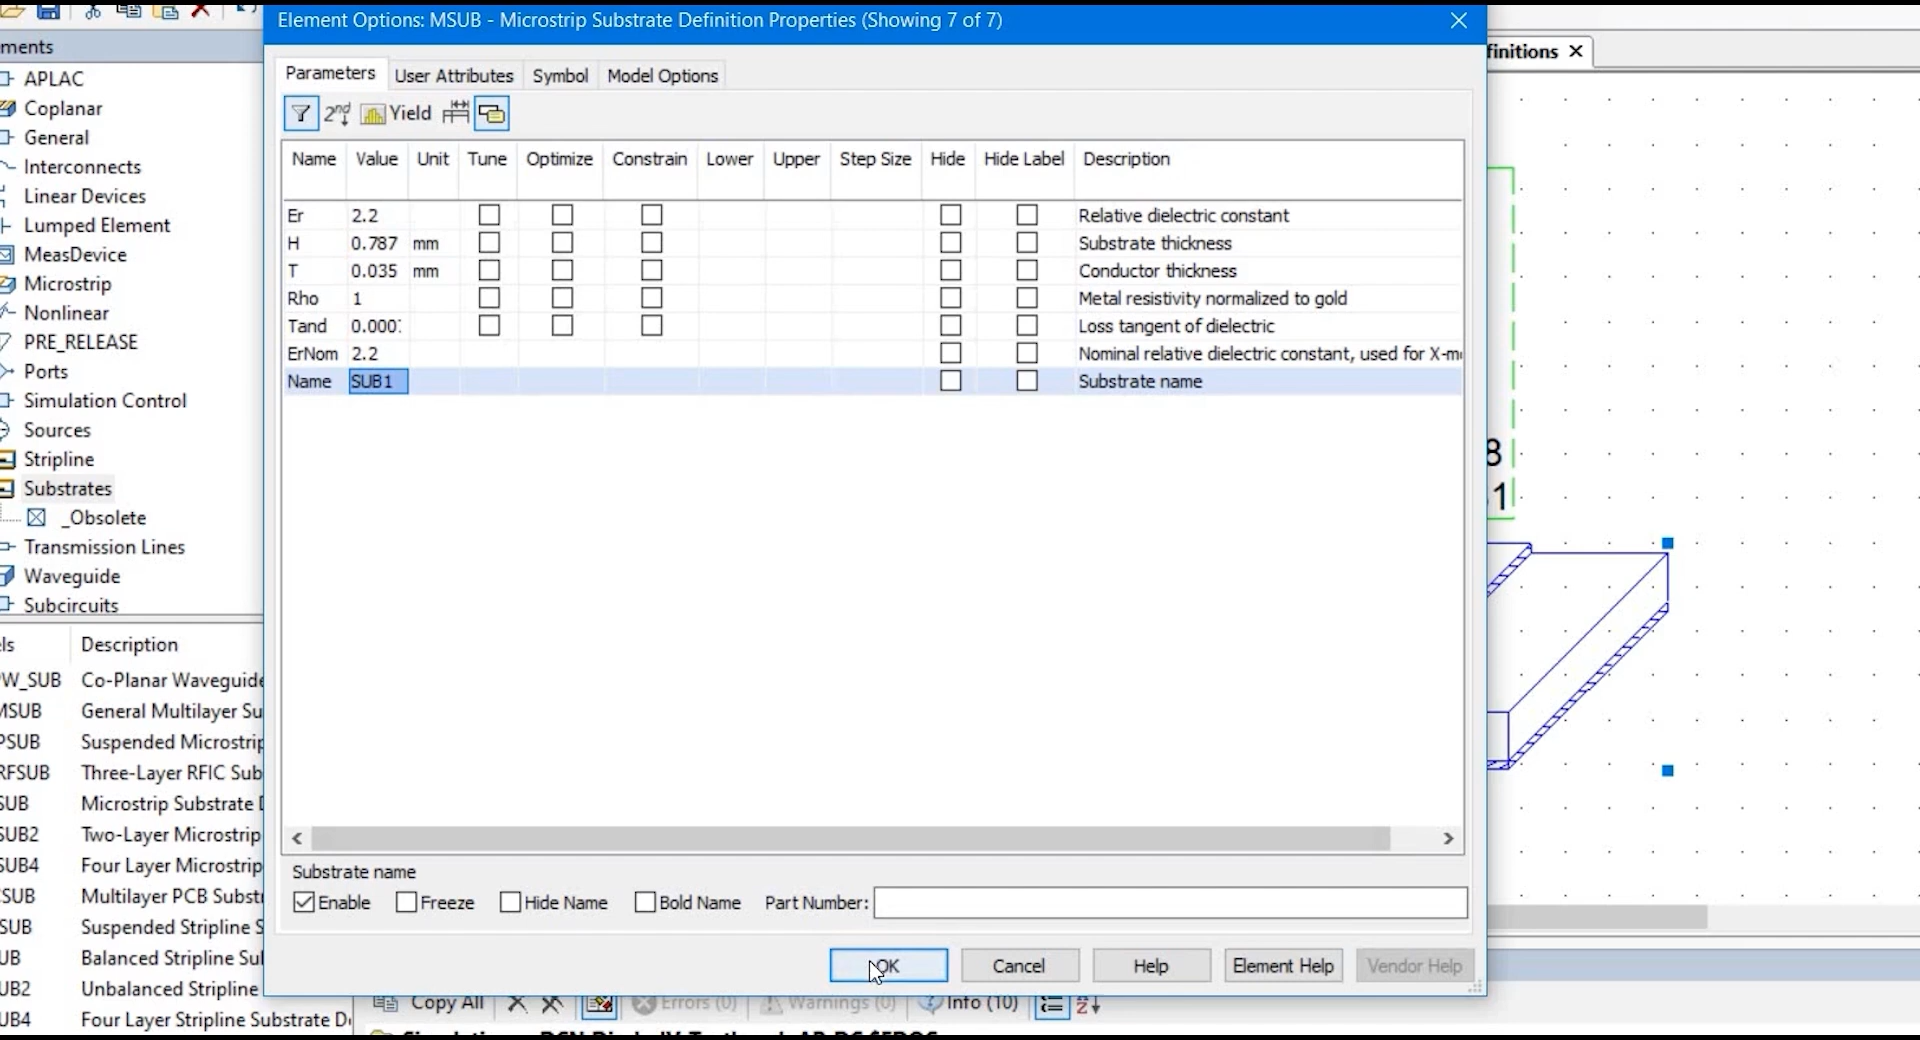 Element Options: MSUB - Microstrip Substrate Definition Properties (Showing 7 of 7)
ments
APLAC
Coplanar
General
Interconnects
Linear Devices
Lumped Element
MeasDevice
Microstrip
Nonlinear
PRE_RELEASE
Ports
Simulation Control
Sources
Stripline
Substrates
_Obsolete
Transmission Lines
Waveguide
Subcircuits
ls Description
W_SUB Co-Planar Waveguide
MSUB General Multilayer Su
PSUB Suspended Microstrip
RFSUB Three-Layer RFIC Sub
SUB Microstrip Substrate
SUB2 Two-Layer Microstrip
SUB4 Four Layer Microstrip
SUB Multilayer PCB Subst
SUB Suspended Stripline S
UB Balanced Stripline Su
UB2 Unbalanced Stripline
UB4 Four Layer Stripline Substrate D
Parameters User Attributes Symbol Model Options
2nd Yield
Name Value Unit Tune Optimize Constrain Lower Upper Step Size Hide Hide Label Description
Er 2.2 Relative dielectric constant
H 0.787 mm Substrate thickness
T 0.035 mm Conductor thickness
Rho 1 Metal resistivity normalized to gold
Tand 0.000 Loss tangent of dielectric
ErNom 2.2 Nominal relative dielectric constant, used for X-m
Name SUB1 Substrate name
Substrate name
Enable Freeze Hide Name Bold Name Part Number:
OK Cancel Help Element Help Vendor Help
finitions
8
1
Copy All Errors (0) Warnings (0) Info (10)